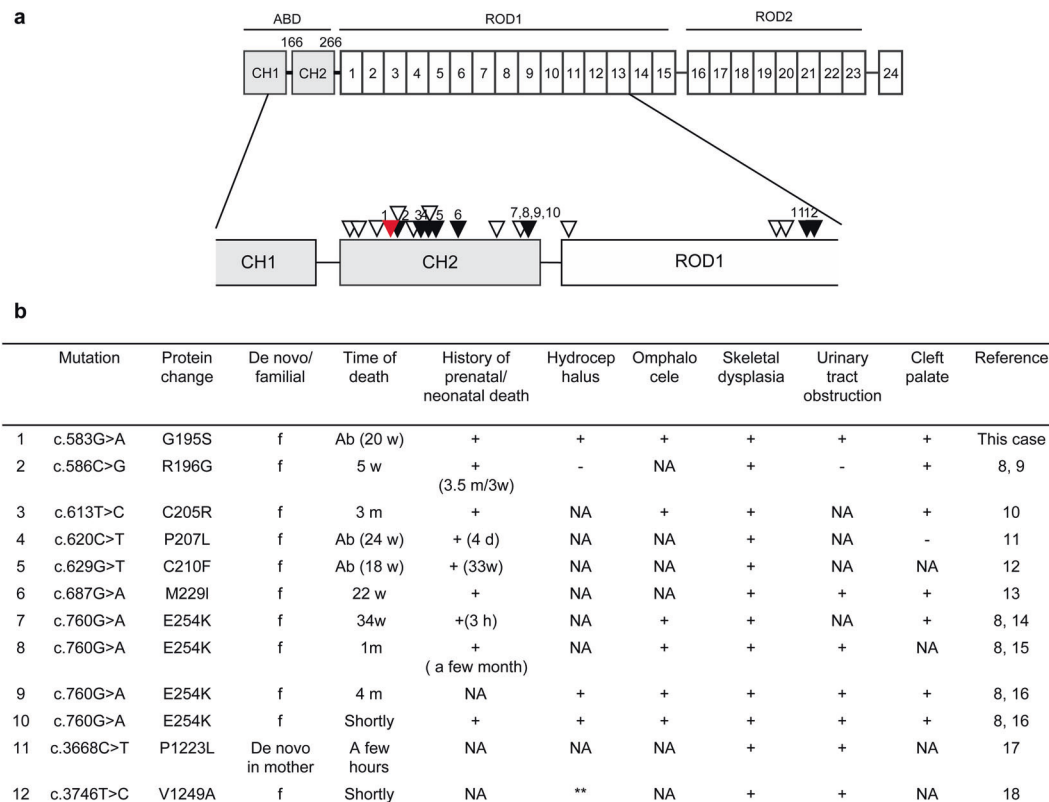 a
ABD ROD1 ROD2
166 266
CH1 CH2 1 2 3 4 5 6 7 8 9 10 11 12 13 14 15 16 17 18 19 20 21 22 23 24
1 2 3 4 5 6 7,8,9,10 11 12
CH1 CH2 ROD1
b
Mutation Protein De novo/ Time of History of Hydrocep Omphalo Skeletal Urinary Cleft Reference
change familial death prenatal/ halus cele dysplasia tract palate
neonatal death obstruction
1 c.583G>A G195S f Ab (20 w) + + + + + + This case
2 c.586C>G R196G f 5 w + - NA + - + 8, 9
(3.5 m/3w)
3 c.613T>C C205R f 3 m + NA + + NA + 10
4 c.620C>T P207L f Ab (24 w) + (4 d) NA NA + NA - 11
5 c.629G>T C210F f Ab (18 w) + (33w) NA NA + NA NA 12
6 c.687G>A M229I f 22 w + NA NA + + + 13
7 c.760G>A E254K f 34w +(3 h) NA + + NA + 8, 14
8 c.760G>A E254K f 1m + NA + + + NA 8, 15
( a few month)
9 c.760G>A E254K f 4 m NA + + + + + 8, 16
10 c.760G>A E254K f Shortly + + + + + + 8, 16
11 c.3668C>T P1223L De novo A few NA NA NA + + NA 17
in mother hours
12 c.3746T>C V1249A f Shortly NA ** NA + + NA 18